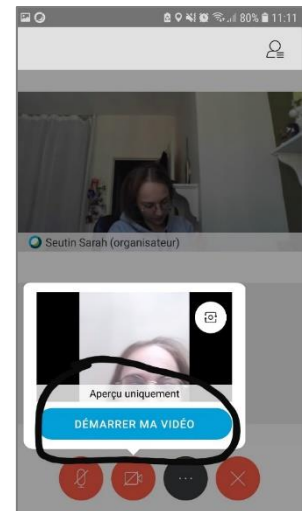 80% 11:11
Seutin Sarah (organisateur)
Aperçu uniquement
DÉMARRER MA VIDÉO